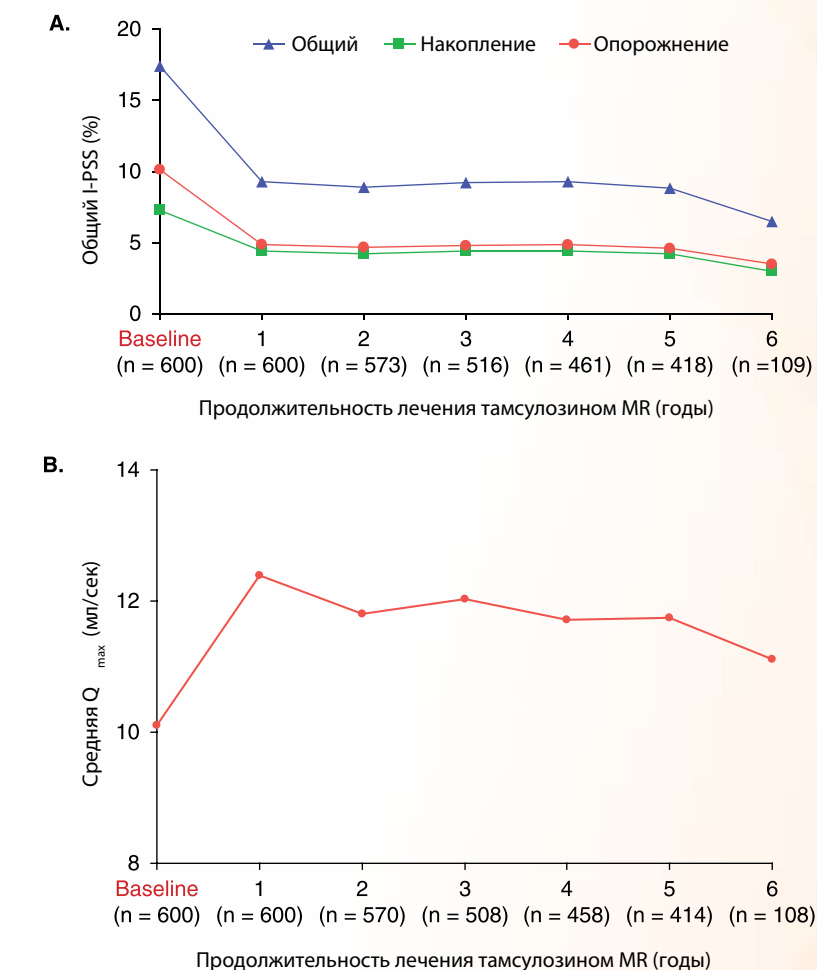 A.
20
Общий
Накопление
Опорожнение
15
10
5
0
Общий I-PSS (%)
Baseline 1 2 3 4 5 6
(n = 600) (n = 600) (n = 573) (n = 516) (n = 461) (n = 418) (n =109)
Продолжительность лечения тамсулозином MR (годы)
B.
14
12
10
8
Средняя Q max (мл/сек)
Baseline 1 2 3 4 5 6
(n = 600) (n = 600) (n = 570) (n = 508) (n = 458) (n = 414) (n = 108)
Продолжительность лечения тамсулозином MR (годы)